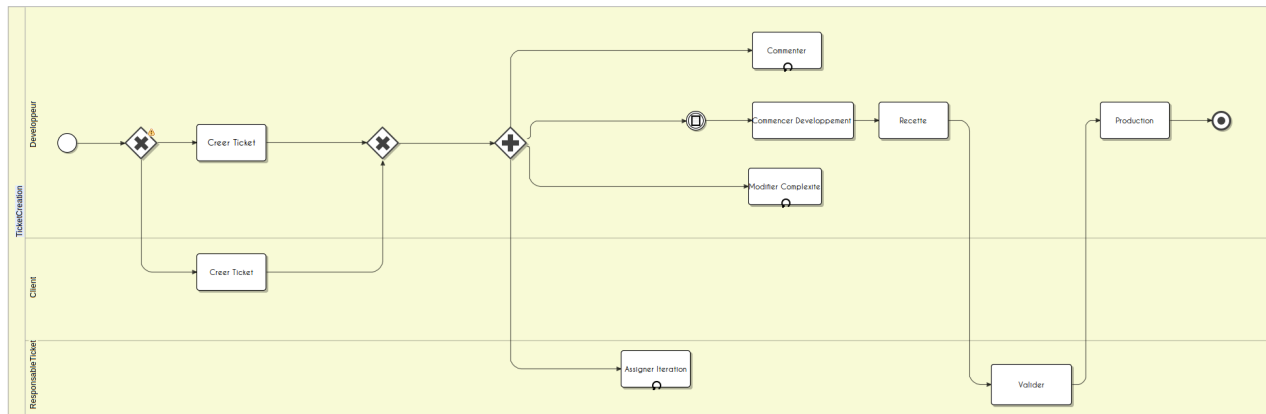 TicketCreation
Developpeur
Commenter
Commencer Developpement
Recette
Production
Creer Ticket
Modifier Complexite
Client
Creer Ticket
ResponsableTicket
Assigner Iteration
Valider